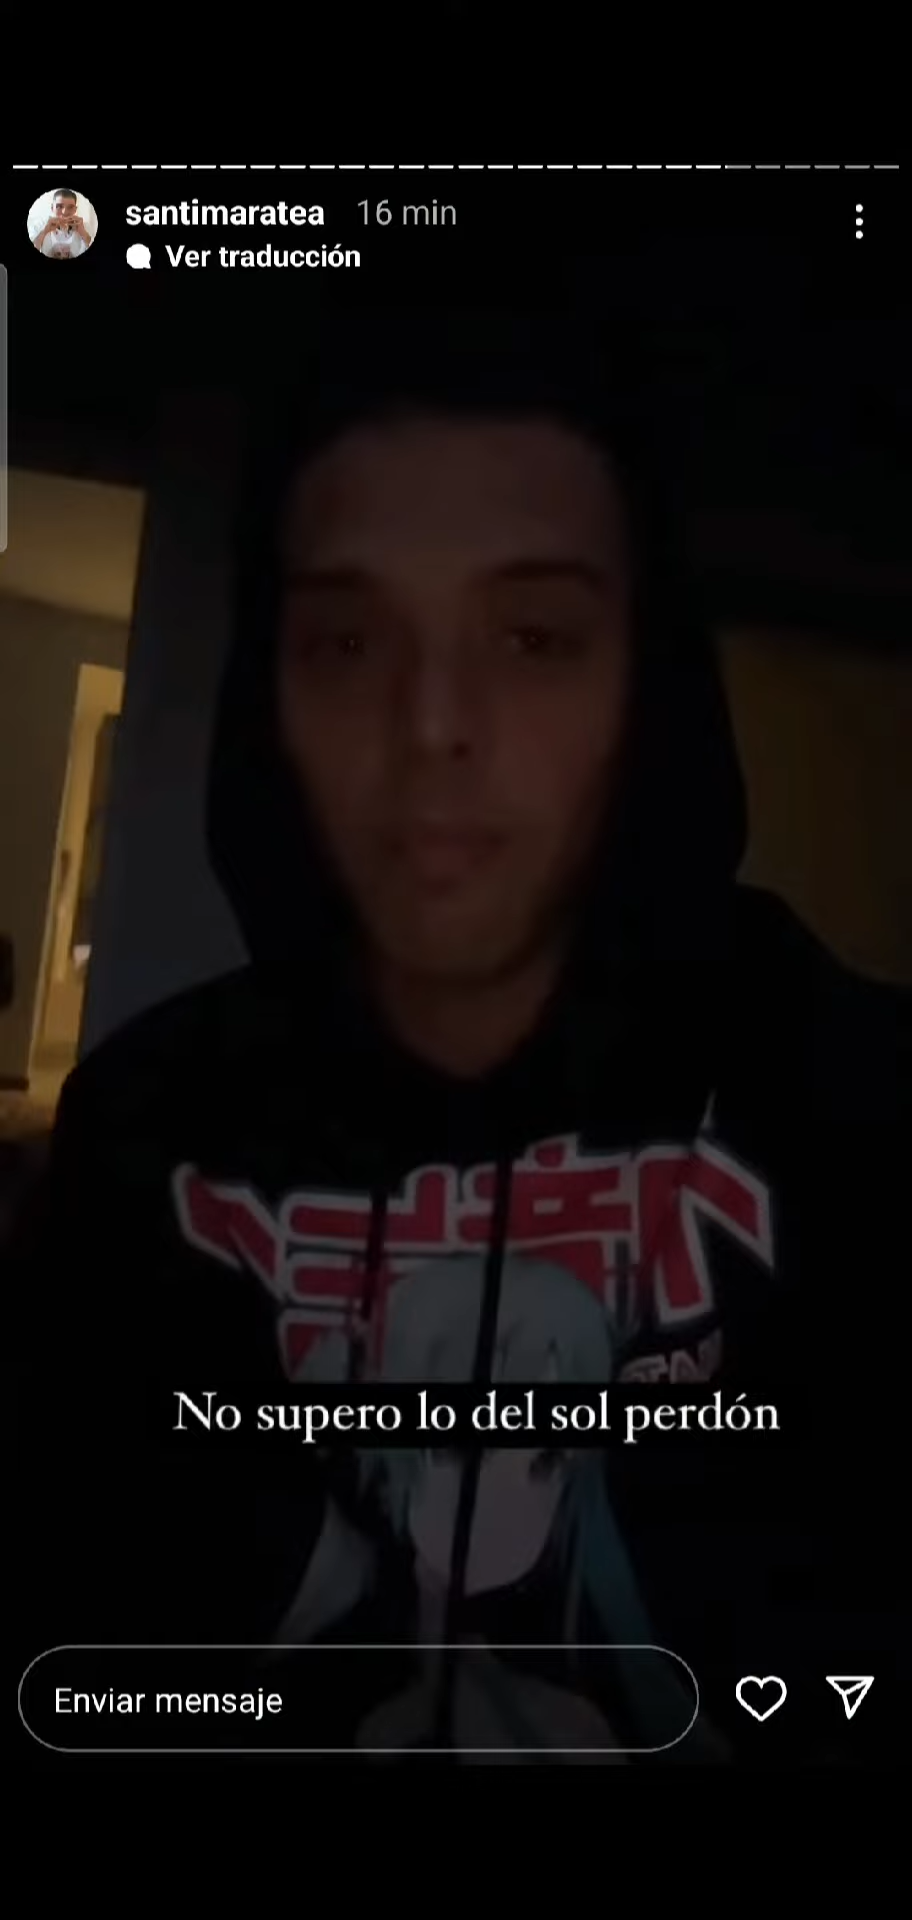 santimaratea 16 min
Ver traducción
No supero lo del sol perdón
Enviar mensaje